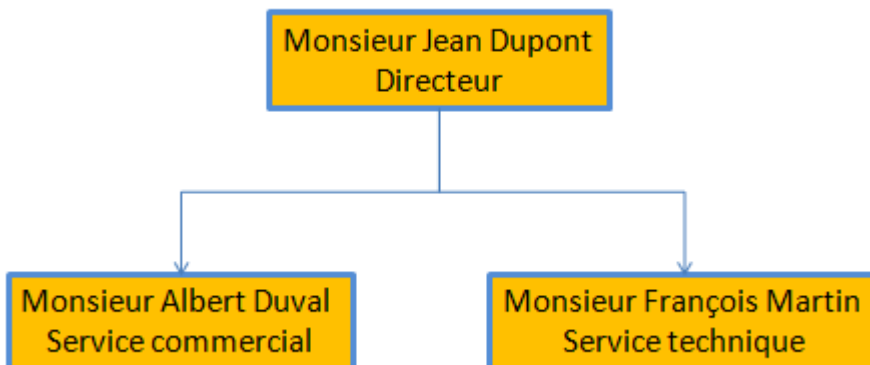 Monsieur Jean Dupont
Directeur
Monsieur Albert Duval
Service commercial
Monsieur François Martin
Service technique